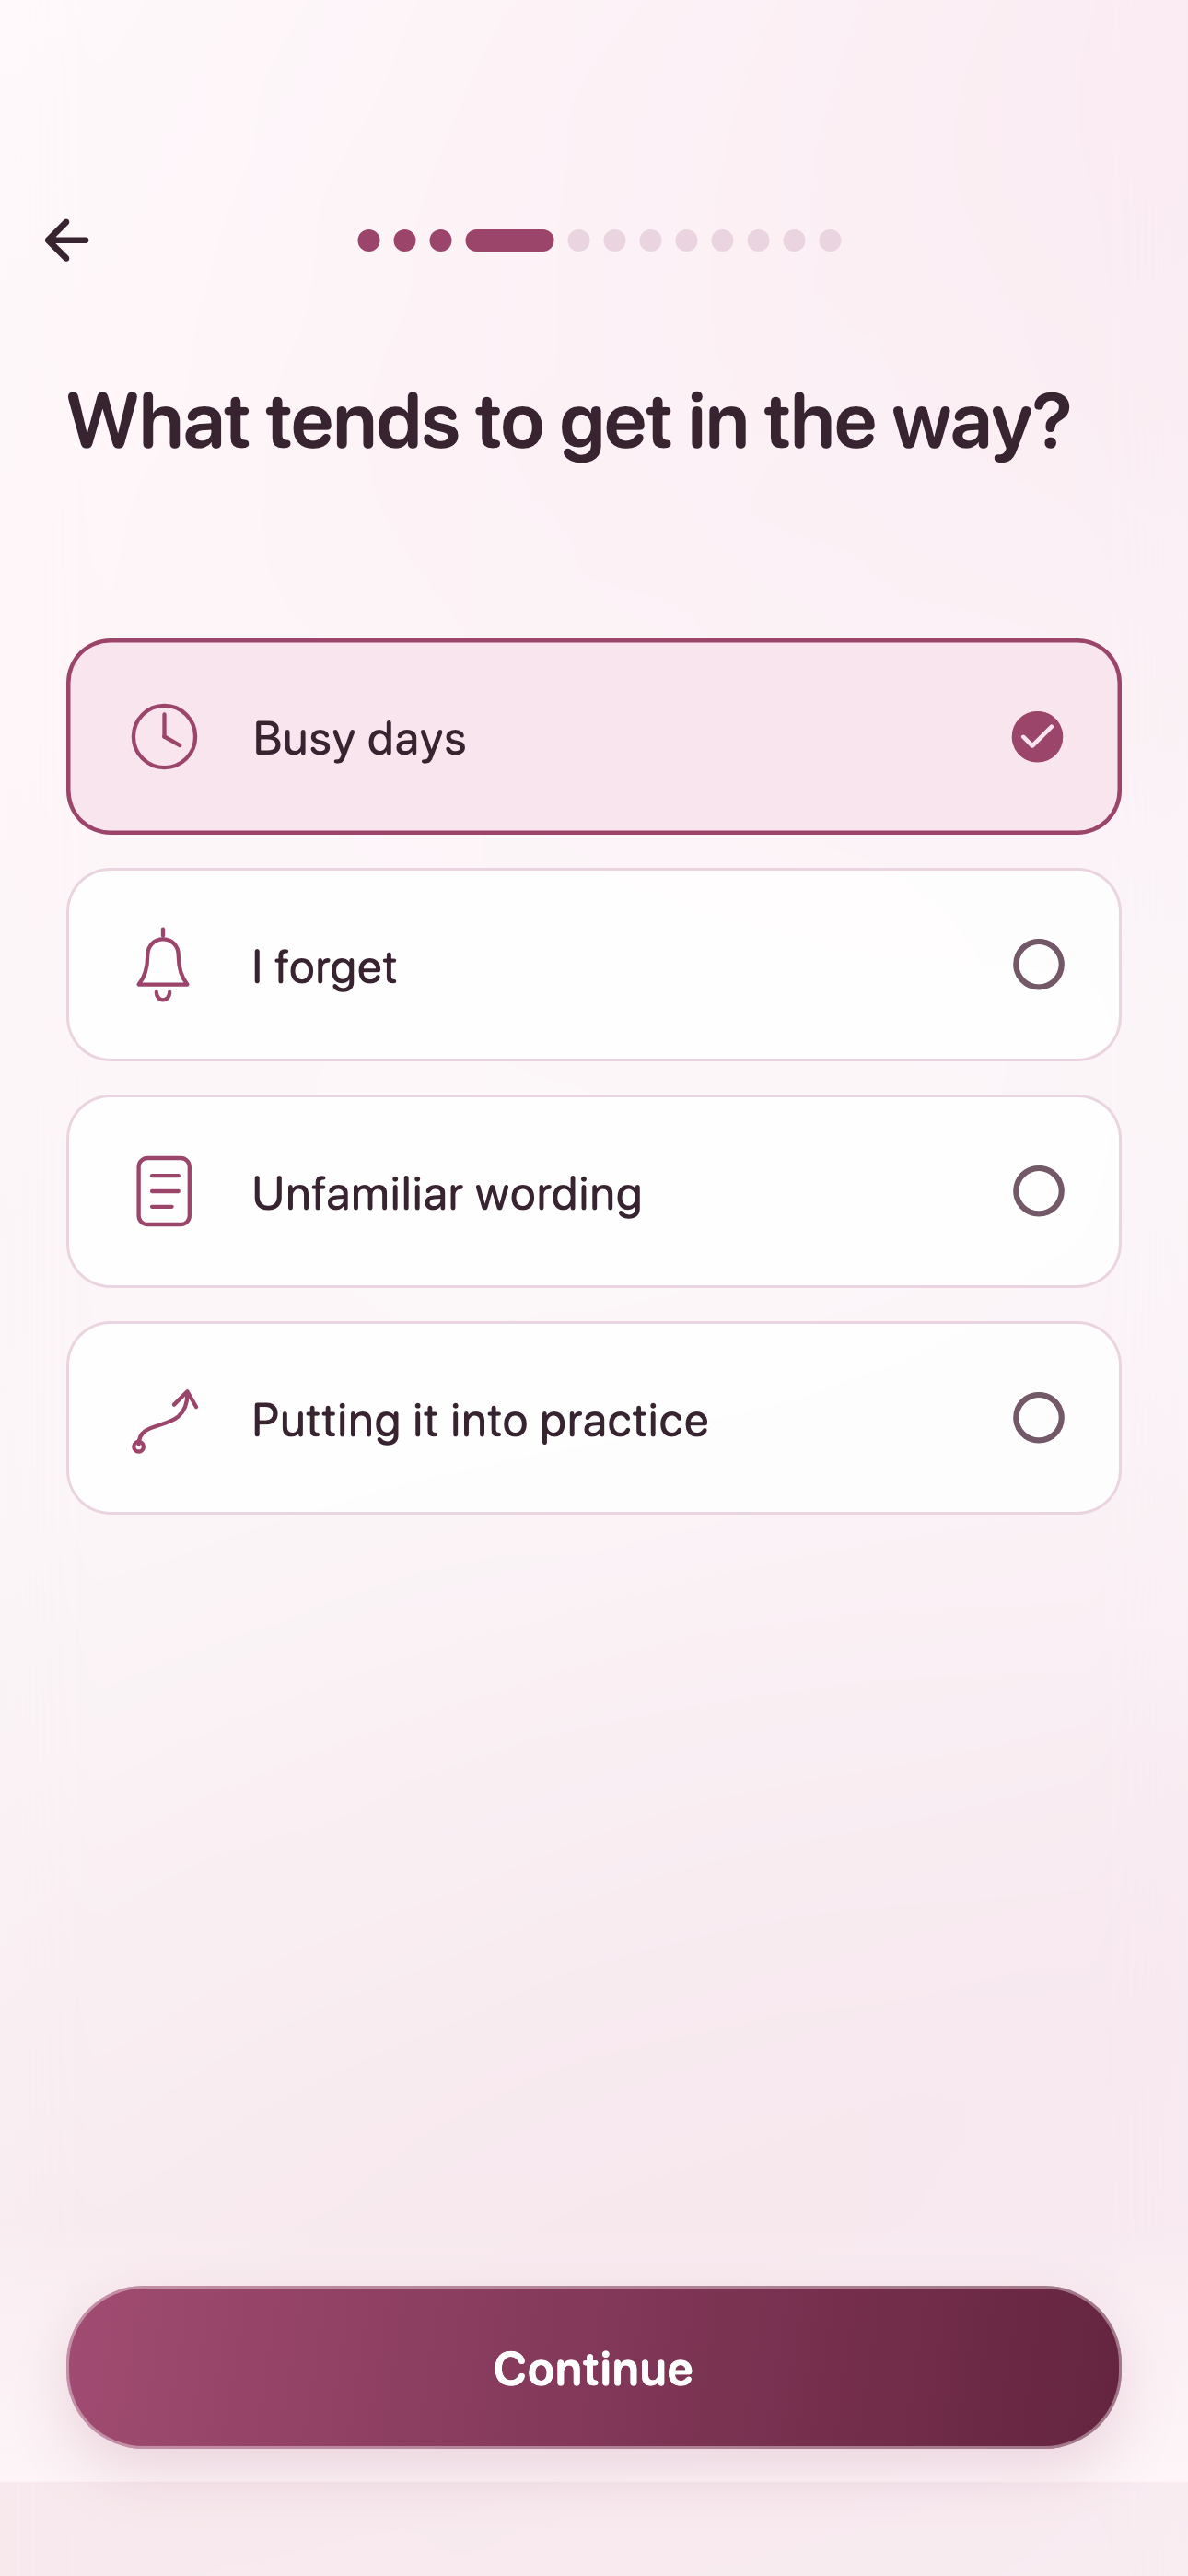 What tends to get in the way?
Busy days
I forget
Unfamiliar wording
Putting it into practice
Continue